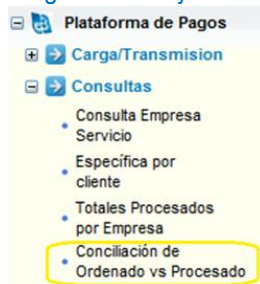 Plataforma de Pagos
Carga/Transmision
Consultas
Consulta Empresa
Servicio
Específica por
cliente
Totales Procesados
por Empresa
Conciliación de
Ordenado vs Procesado